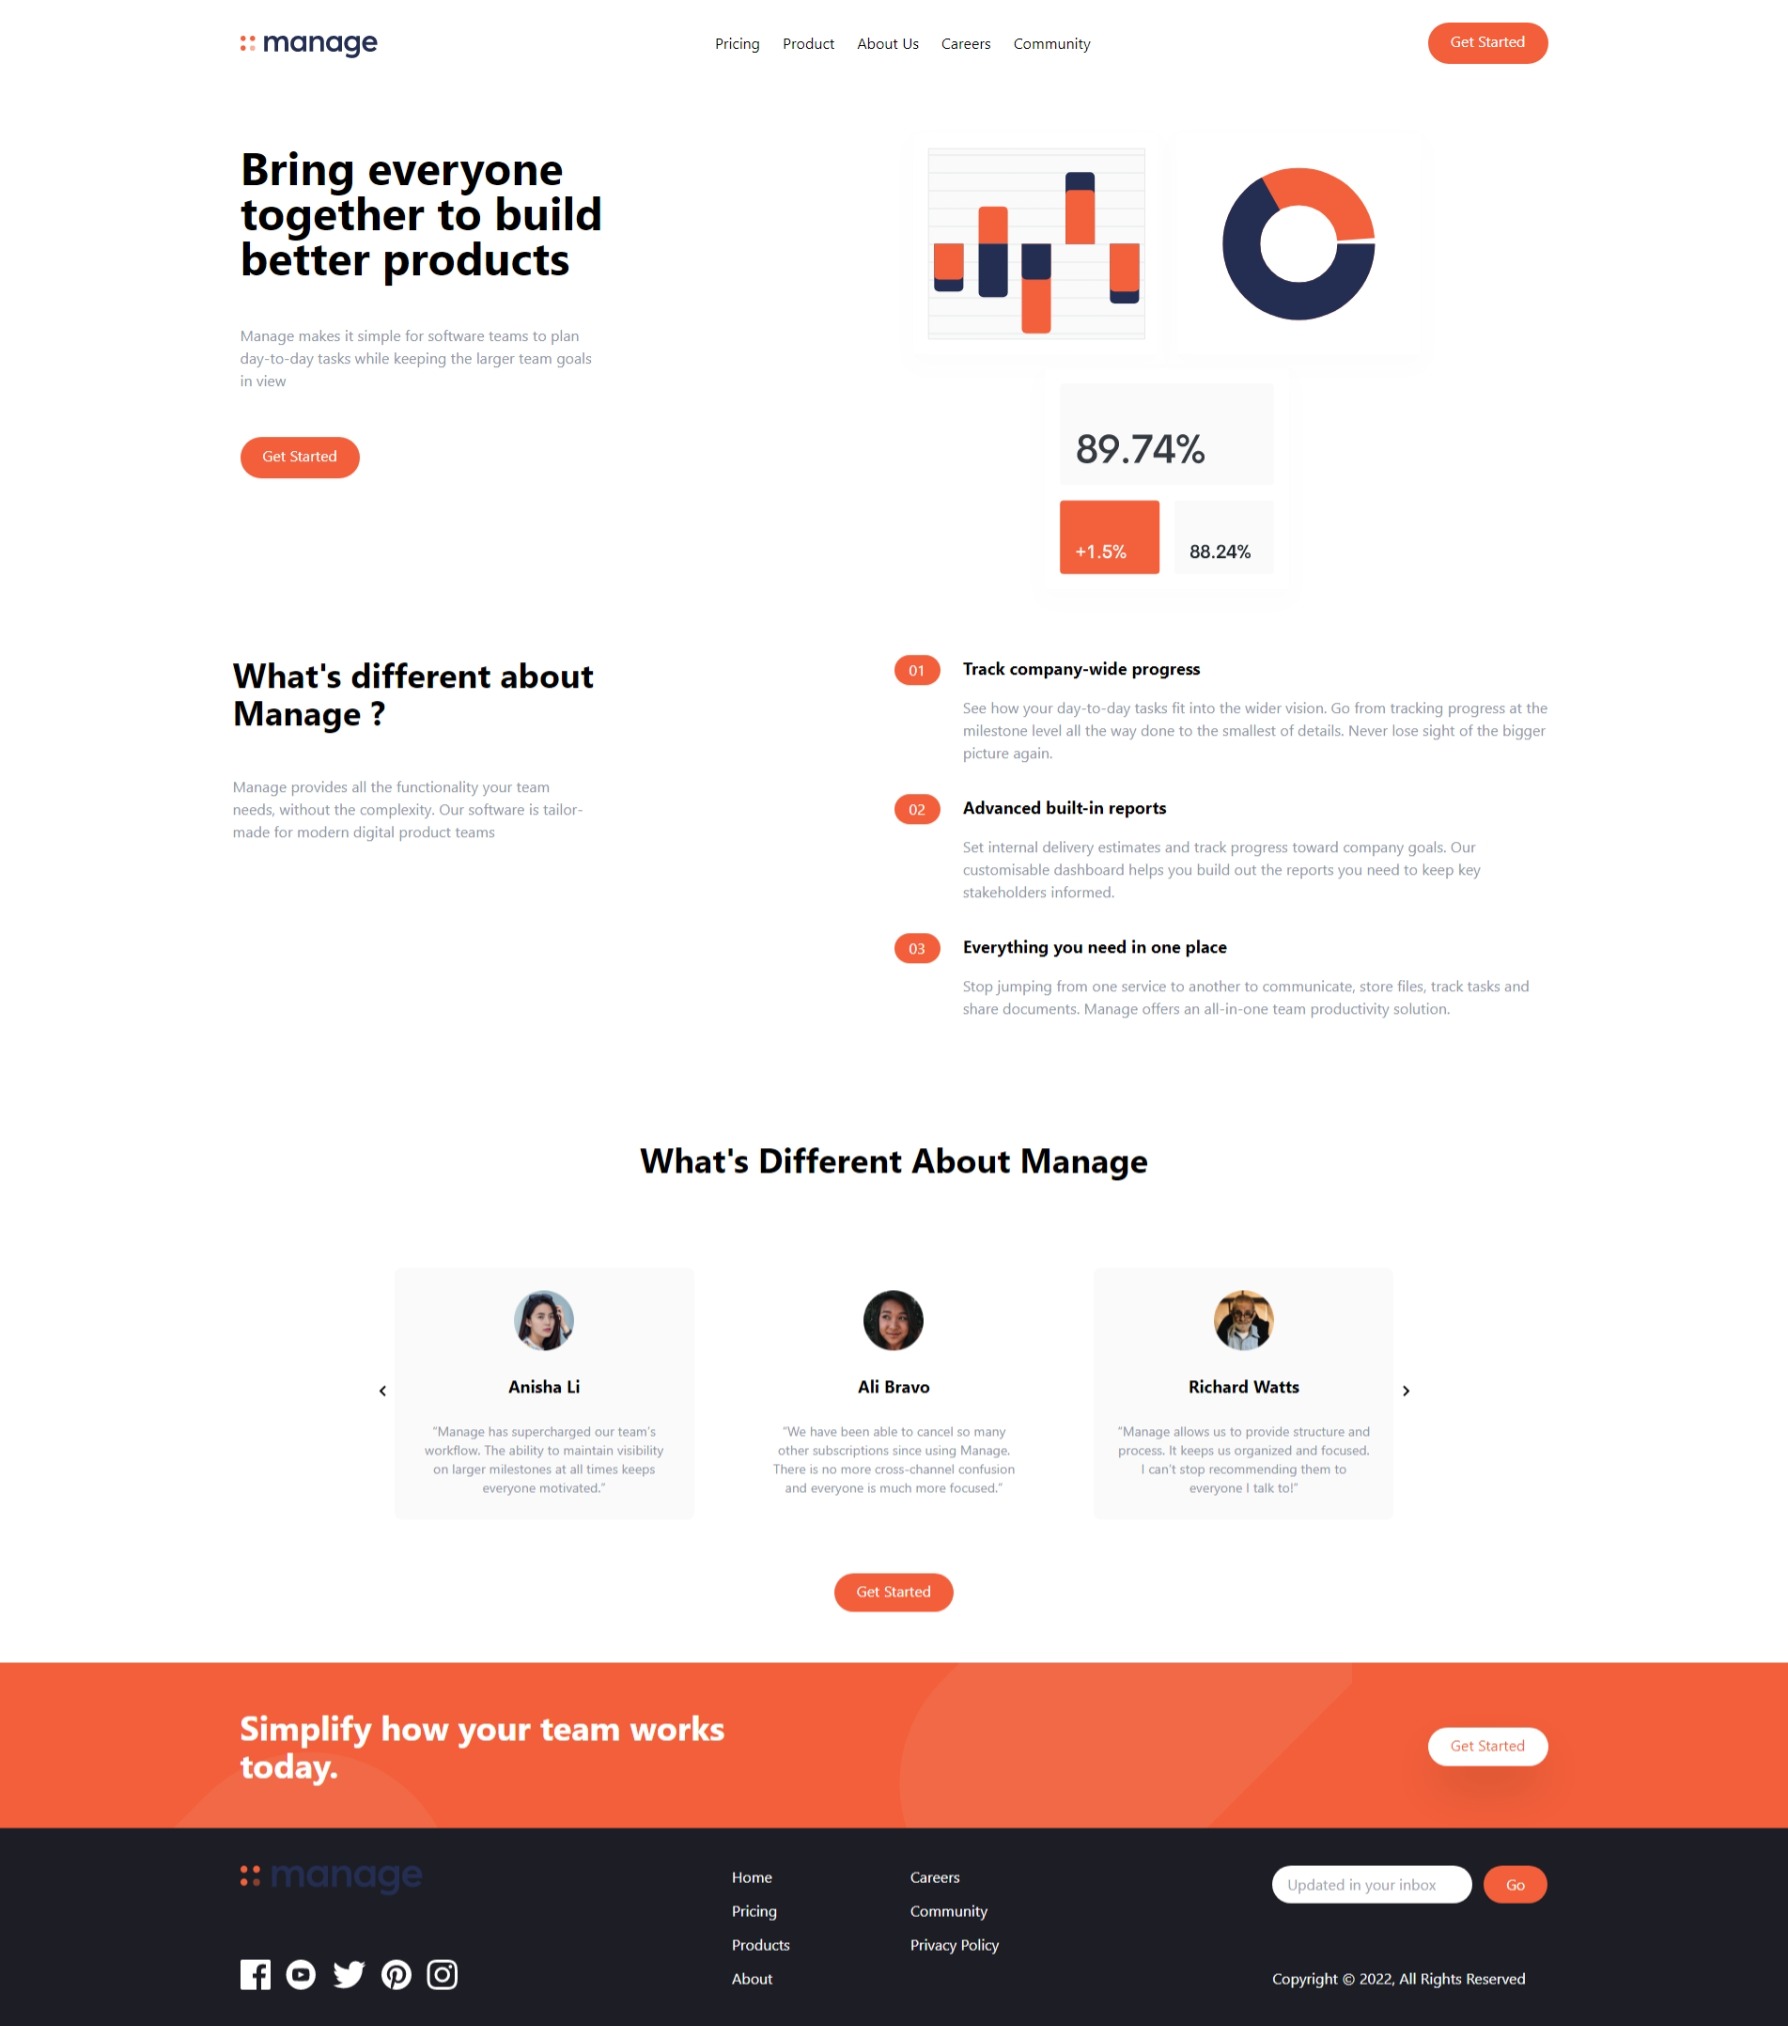 manage
Pricing Product About Us Careers Community
Get Started
Bring everyone
together to build
better products
Manage makes it simple for software teams to plan
day-to-day tasks while keeping the larger team goals
in view
Get Started
89.74%
+1.5% 88.24%
What's different about
Manage ?
Manage provides all the functionality your team
needs, without the complexity. Our software is tailor-
made for modern digital product teams
01 Track company-wide progress
See how your day-to-day tasks fit into the wider vision. Go from tracking progress at the
milestone level all the way done to the smallest of details. Never lose sight of the bigger
picture again.
02 Advanced built-in reports
Set internal delivery estimates and track progress toward company goals. Our
customisable dashboard helps you build out the reports you need to keep key
stakeholders informed.
03 Everything you need in one place
Stop jumping from one service to another to communicate, store files, track tasks and
share documents. Manage offers an all-in-one team productivity solution.
What's Different About Manage
Anisha Li
“Manage has supercharged our team’s
workflow. The ability to maintain visibility
on larger milestones at all times keeps
everyone motivated.”
Ali Bravo
“We have been able to cancel so many
other subscriptions since using Manage.
There is no more cross-channel confusion
and everyone is much more focused.”
Richard Watts
“Manage allows us to provide structure and
process. It keeps us organized and focused.
I can’t stop recommending them to
everyone I talk to!”
Get Started
Simplify how your team works
today.
Get Started
manage
Home
Pricing
Products
About
Careers
Community
Privacy Policy
Updated in your inbox Go
Copyright © 2022, All Rights Reserved